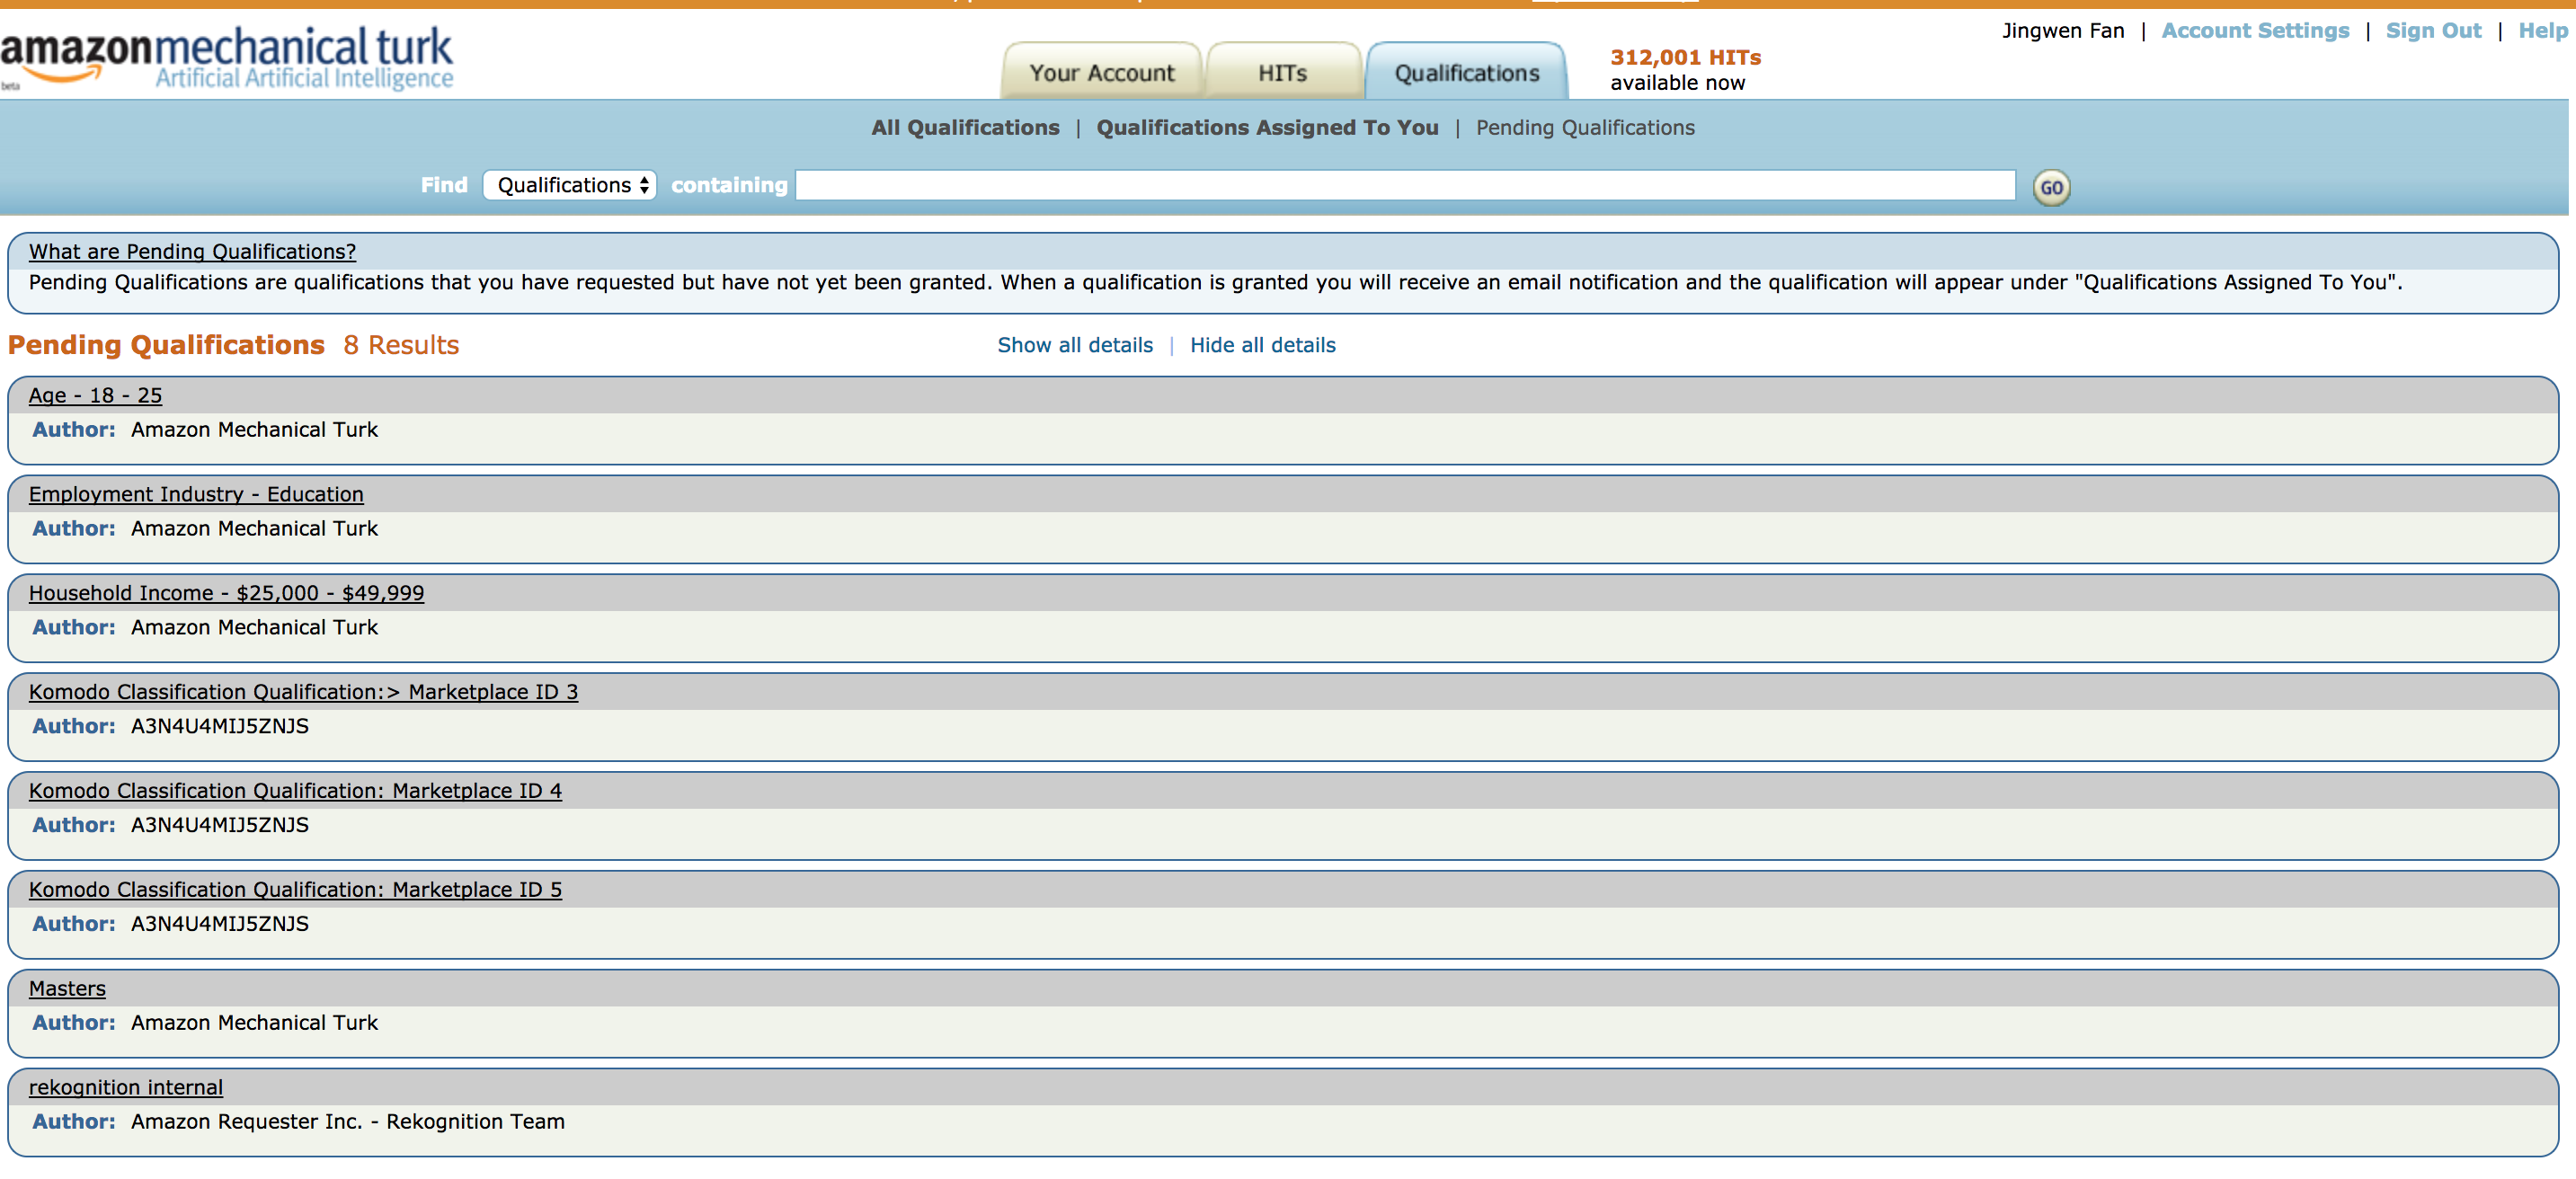 Jingwen Fan | Account Settings | Sign Out | Help
amazonmechanical turk
Artificial Artificial Intelligence
beta
Your Account
HITs
Qualifications
312,001 HITs
available now
All Qualifications | Qualifications Assigned To You | Pending Qualifications
Find Qualifications containing GO
What are Pending Qualifications?
Pending Qualifications are qualifications that you have requested but have not yet been granted. When a qualification is granted you will receive an email notification and the qualification will appear under "Qualifications Assigned To You".
Pending Qualifications 8 Results Show all details | Hide all details
Age - 18 - 25
Author: Amazon Mechanical Turk
Employment Industry - Education
Author: Amazon Mechanical Turk
Household Income - $25,000 - $49,999
Author: Amazon Mechanical Turk
Komodo Classification Qualification:> Marketplace ID 3
Author: A3N4U4MIJ5ZNJS
Komodo Classification Qualification: Marketplace ID 4
Author: A3N4U4MIJ5ZNJS
Komodo Classification Qualification: Marketplace ID 5
Author: A3N4U4MIJ5ZNJS
Masters
Author: Amazon Mechanical Turk
rekognition internal
Author: Amazon Requester Inc. - Rekognition Team